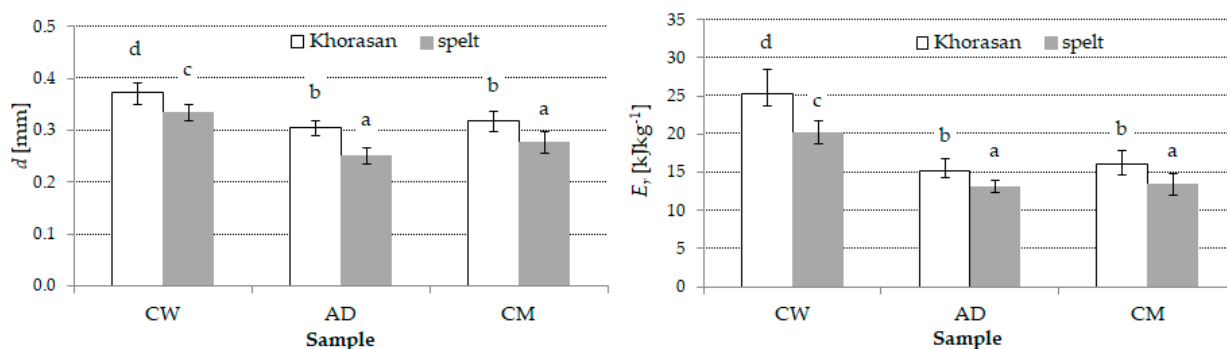 0.5
0.4
0.3
0.2
0.1
0.0
d [mm]
Khorasan spelt
d
c
b
a
b
a
CW AD CM
Sample
35
30
25
20
15
10
5
0
E, [kJkg-1]
Khorasan spelt
d
c
b
a
b
a
CW AD CM
Sample